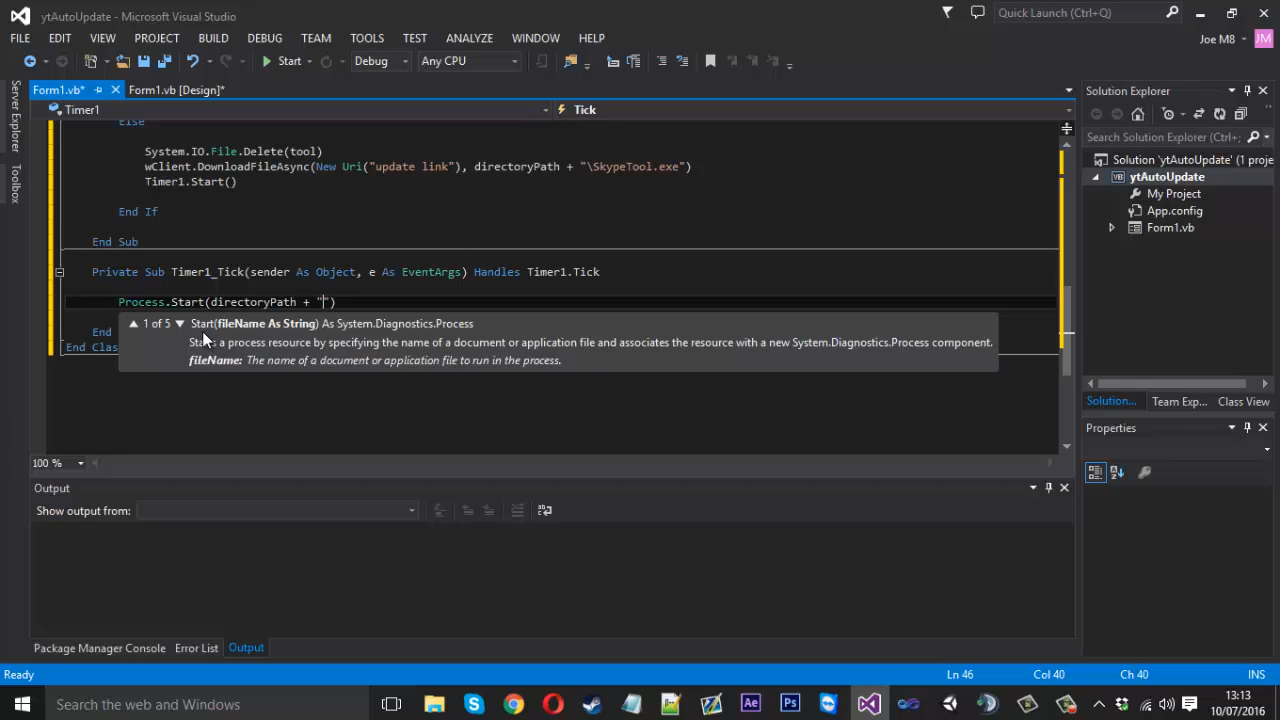 ytAutoUpdate - Microsoft Visual Studio
Quick Launch (Ctrl+Q)
FILE EDIT VIEW PROJECT BUILD DEBUG TEAM TOOLS TEST ANALYZE WINDOW HELP
Joe M8 JM
Start Debug Any CPU
Server Explorer
Toolbox
Form1.vb* Form1.vb [Design]*
Timer1 Tick
Else
System.IO.File.Delete(tool)
wClient.DownloadFileAsync(New Uri("update link"), directoryPath + "\SkypeTool.exe")
Timer1.Start()
End If
End Sub
Private Sub Timer1_Tick(sender As Object, e As EventArgs) Handles Timer1.Tick
Process.Start(directoryPath + "")
1 of 5 Start(fileName As String) As System.Diagnostics.Process
a process resource by specifying the name of a document or application file and associates the resource with a new System.Diagnostics.Process component.
fileName: The name of a document or application file to run in the process.
End
End Clas
100 %
Output
Show output from:
Package Manager Console Error List Output
Solution Explorer
Search Solution Explorer (Ctrl+;
Solution 'ytAutoUpdate' (1 proje
VB ytAutoUpdate
My Project
App.config
Form1.vb
Solution... Team Exp... Class View
Properties
Ready Ln 46 Col 40 Ch 40 INS
Search the web and Windows
Ae Ps
13:13
10/07/2016